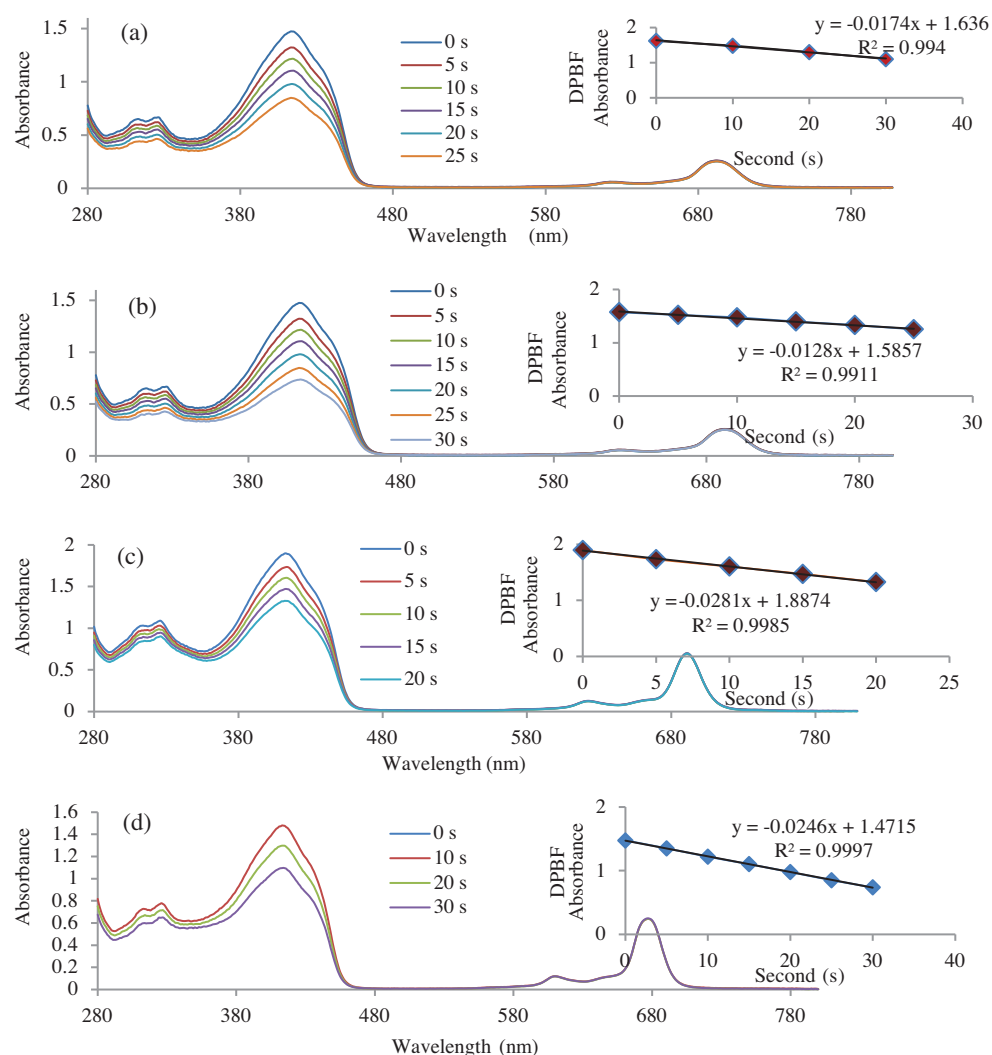 (a)
Absorbance
1.5
1
0.5
0
0 s
5 s
10 s
15 s
20 s
25 s
280
380
480
580
680
780
Wavelength (nm)
DPBF
Absorbance
2
1
0
y = -0.0174x + 1.636
R² = 0.994
0
10
20
30
40
Second (s)
(b)
Absorbance
1.5
1
0.5
0
0 s
5 s
10 s
15 s
20 s
25 s
30 s
280
380
480
580
680
780
DPBF
Absorbance
2
1
0
y = -0.0128x + 1.5857
R² = 0.9911
0
10
20
30
Second (s)
(c)
Absorbance
2
1.5
1
0.5
0
0 s
5 s
10 s
15 s
20 s
280
380
480
580
680
780
Wavelength (nm)
DPBF
Absorbance
2
1
0
y = -0.0281x + 1.8874
R² = 0.9985
0
5
10
15
20
25
Second (s)
(d)
Absorbance
1.6
1.4
1.2
1
0.8
0.6
0.4
0.2
0
0 s
10 s
20 s
30 s
280
380
480
580
680
780
Wavelength (nm)
DPBF
Absorbance
2
1
0
y = -0.0246x + 1.4715
R² = 0.9997
0
10
20
30
40
Second (s)